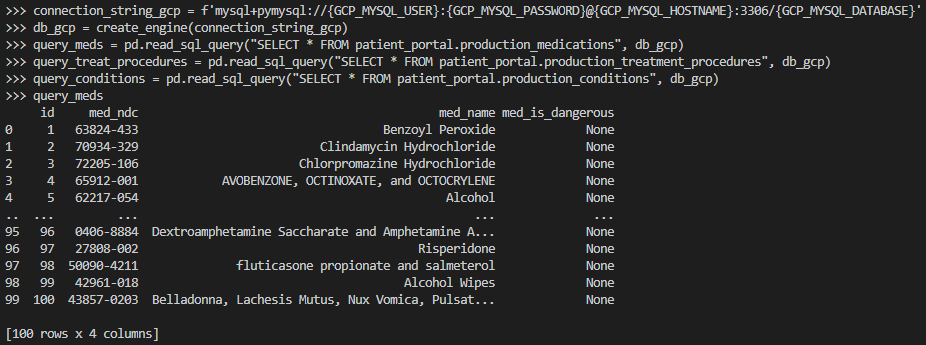 >>> connection_string_gcp = f'mysql+pymysql://{GCP_MYSQL_USER}:{GCP_MYSQL_PASSWORD}@{GCP_MYSQL_HOSTNAME}:3306/{GCP_MYSQL_DATABASE}'
>>> db_gcp = create_engine(connection_string_gcp)
>>> query_meds = pd.read_sql_query("SELECT * FROM patient_portal.production_medications", db_gcp)
>>> query_treat_procedures = pd.read_sql_query("SELECT * FROM patient_portal.production_treatment_procedures", db_gcp)
>>> query_conditions = pd.read_sql_query("SELECT * FROM patient_portal.production_conditions", db_gcp)
>>> query_meds
id med_ndc med_name med_is_dangerous
0 1 63824-433 Benzoyl Peroxide None
1 2 70934-329 Clindamycin Hydrochloride None
2 3 72205-106 Chlorpromazine Hydrochloride None
3 4 65912-001 AVOBENZONE, OCTINOXATE, and OCTOCRYLENE None
4 5 62217-054 Alcohol None
.. ... ... ... ...
95 96 0406-8884 Dextroamphetamine Saccharate and Amphetamine A... None
96 97 27808-002 Risperidone None
97 98 50090-4211 fluticasone propionate and salmeterol None
98 99 42961-018 Alcohol Wipes None
99 100 43857-0203 Belladonna, Lachesis Mutus, Nux Vomica, Pulsat... None
[100 rows x 4 columns]